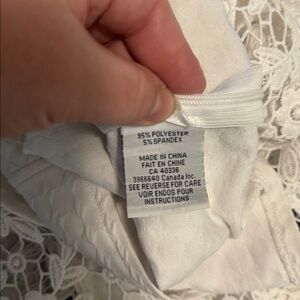 95% POLYESTER
5% SPANDEX
MADE IN CHINA
FAIT EN CHINE
CA 40336
3966640 Canada Inc.
SEE REVERSE FOR CARE
VOIR ENDOS POUR
INSTRUCTIONS